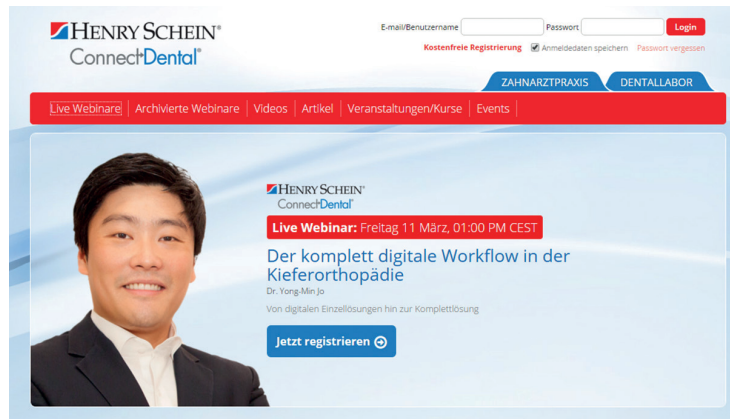 HENRY SCHEIN®
ConnectDental®
E-mail/Benutzername
Passwort
Login
Kostenfreie Registrierung
Anmeldedaten speichern
Passwort vergessen
ZAHNARZTPRAXIS
DENTALLABOR
Live Webinare
Archivierte Webinare
Videos
Artikel
Veranstaltungen/Kurse
Events
HENRY SCHEIN®
ConnectDental®
Live Webinar: Freitag 11 März, 01:00 PM CEST
Der komplett digitale Workflow in der
Kieferorthopädie
Dr. Yong-Min Jo
Von digitalen Einzellösungen hin zur Komplettlösung
Jetzt registrieren